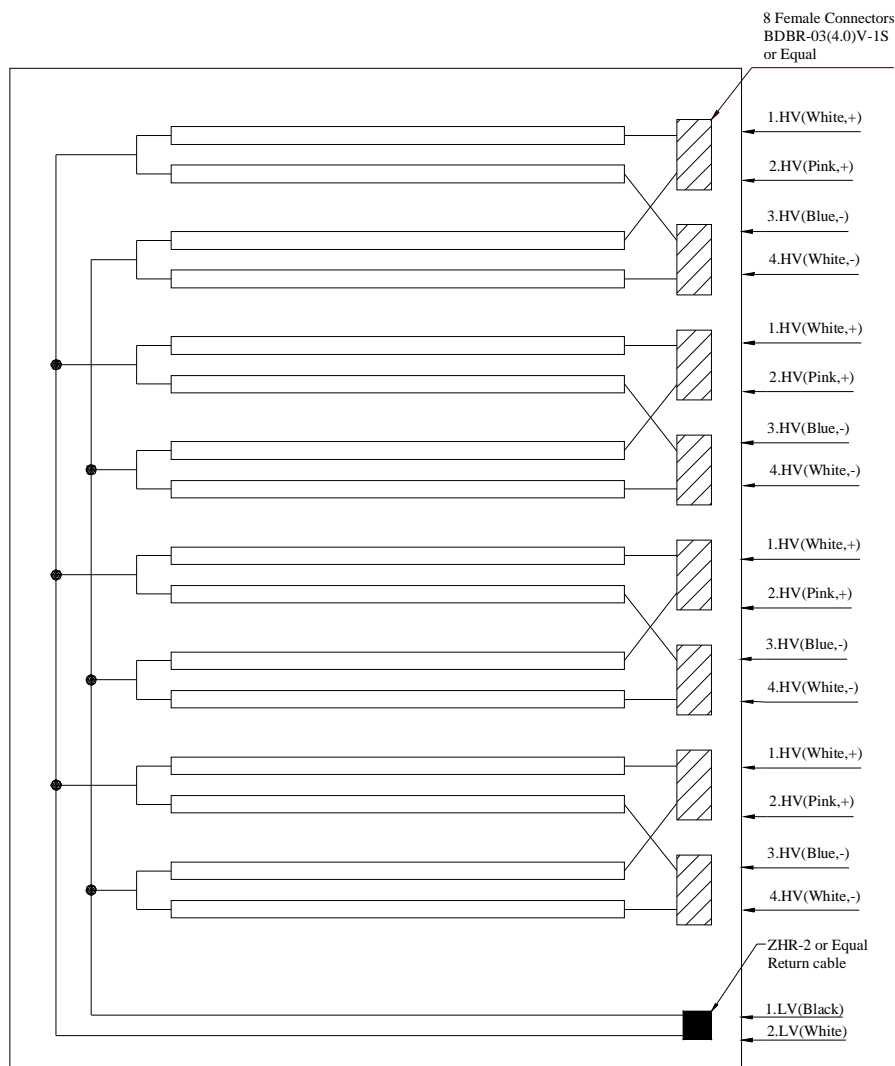 8 Female Connectors
BDBR-03(4.0)V-1S
or Equal
1.HV(White,+)
2.HV(Pink,+)
3.HV(Blue,-)
4.HV(White,-)
1.HV(White,+)
2.HV(Pink,+)
3.HV(Blue,-)
4.HV(White,-)
1.HV(White,+)
2.HV(Pink,+)
3.HV(Blue,-)
4.HV(White,-)
1.HV(White,+)
2.HV(Pink,+)
3.HV(Blue,-)
4.HV(White,-)
ZHR-2 or Equal
Return cable
1.LV(Black)
2.LV(White)